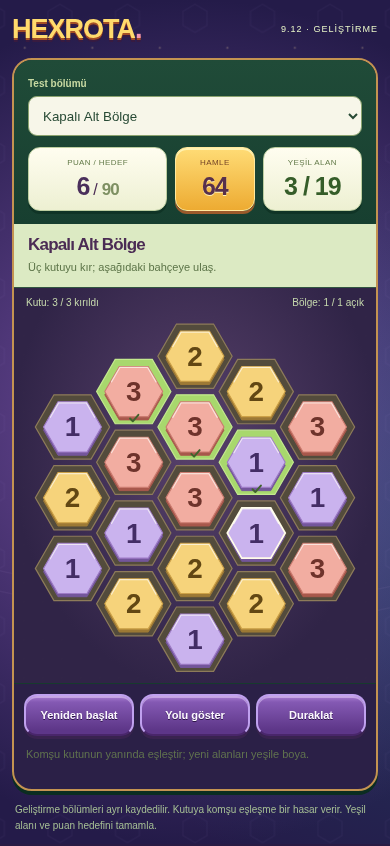 HEXROTA.
9.12 · GELİŞTİRME
Test bölümü
Kapalı Alt Bölge
PUAN / HEDEF
6 / 90
HAMLE
64
YEŞİL ALAN
3 / 19
Kapalı Alt Bölge
Üç kutuyu kır; aşağıdaki bahçeye ulaş.
Kutu: 3 / 3 kırıldı
Bölge: 1 / 1 açık
2
3
2
1
3
3
3
1
2
3
1
1
1
1
2
3
2
2
1
Yeniden başlat
Yolu göster
Duraklat
Komşu kutunun yanında eşleştir; yeni alanları yeşile boya.
Geliştirme bölümleri ayrı kaydedilir. Kutuya komşu eşleşme bir hasar verir. Yeşil
alanı ve puan hedefini tamamla.